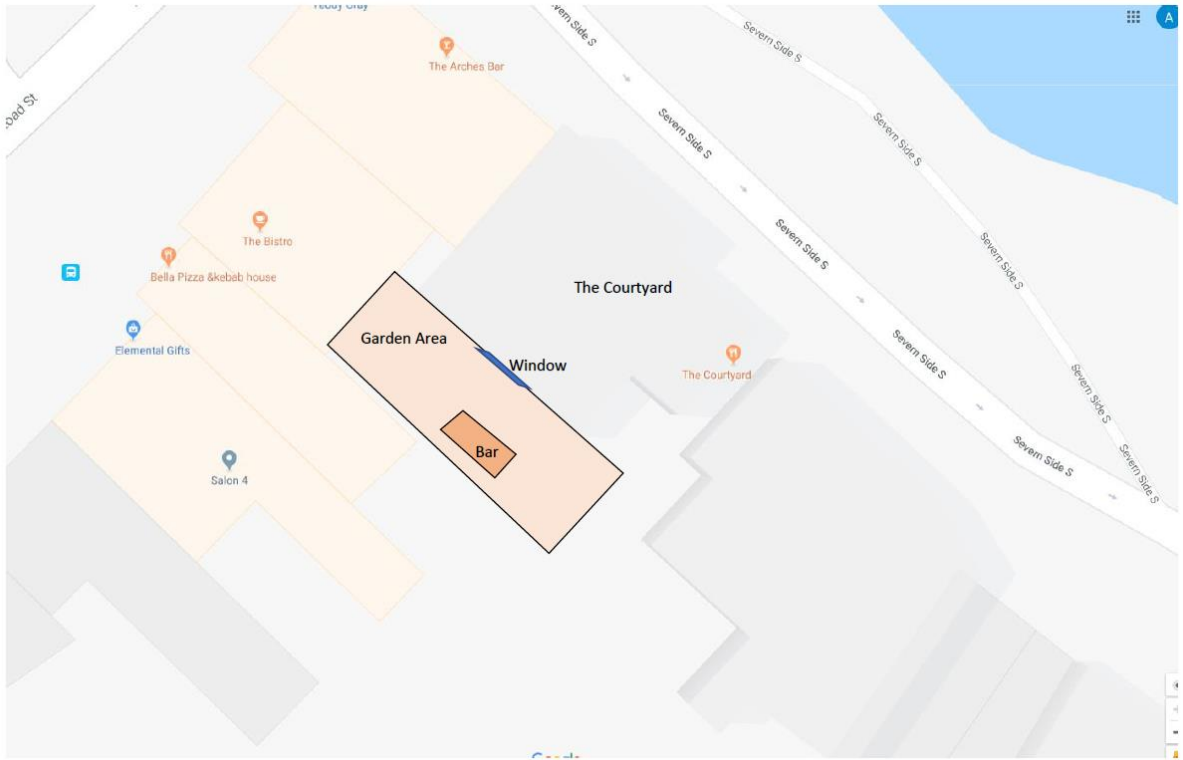 The Arches Bar
Severn Side S
Severn Side S
Severn Side S
The Bistro
Severn Side S
Bella Pizza &kebab house
Severn Side S
The Courtyard
Garden Area
Elemental Gifts
Window
Severn Side S
The Courtyard
Severn Side S
Bar
Severn Side S
Severn Side S
Salon 4
A